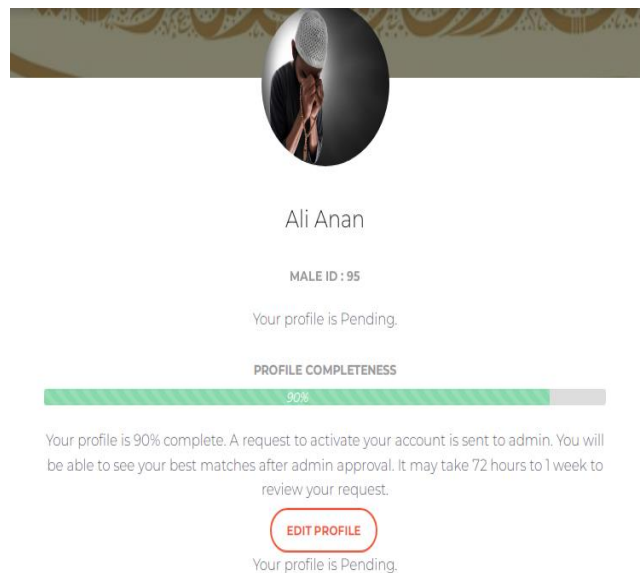 Ali Anan
MALE ID : 95
Your profile is Pending.
PROFILE COMPLETENESS
90%
Your profile is 90% complete. A request to activate your account is sent to admin. You will
be able to see your best matches after admin approval. It may take 72 hours to 1 week to
review your request.
EDIT PROFILE
Your profile is Pending.